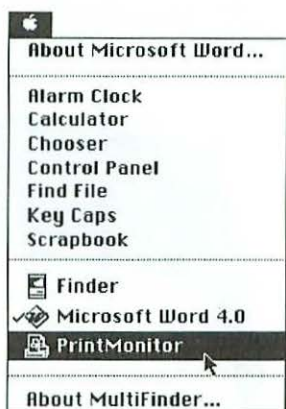 About Microsoft Word...
Alarm Clock
Calculator
Chooser
Control Panel
Find File
Key Caps
Scrapbook
Finder
✓ Microsoft Word 4.0
PrintMonitor
About MultiFinder...